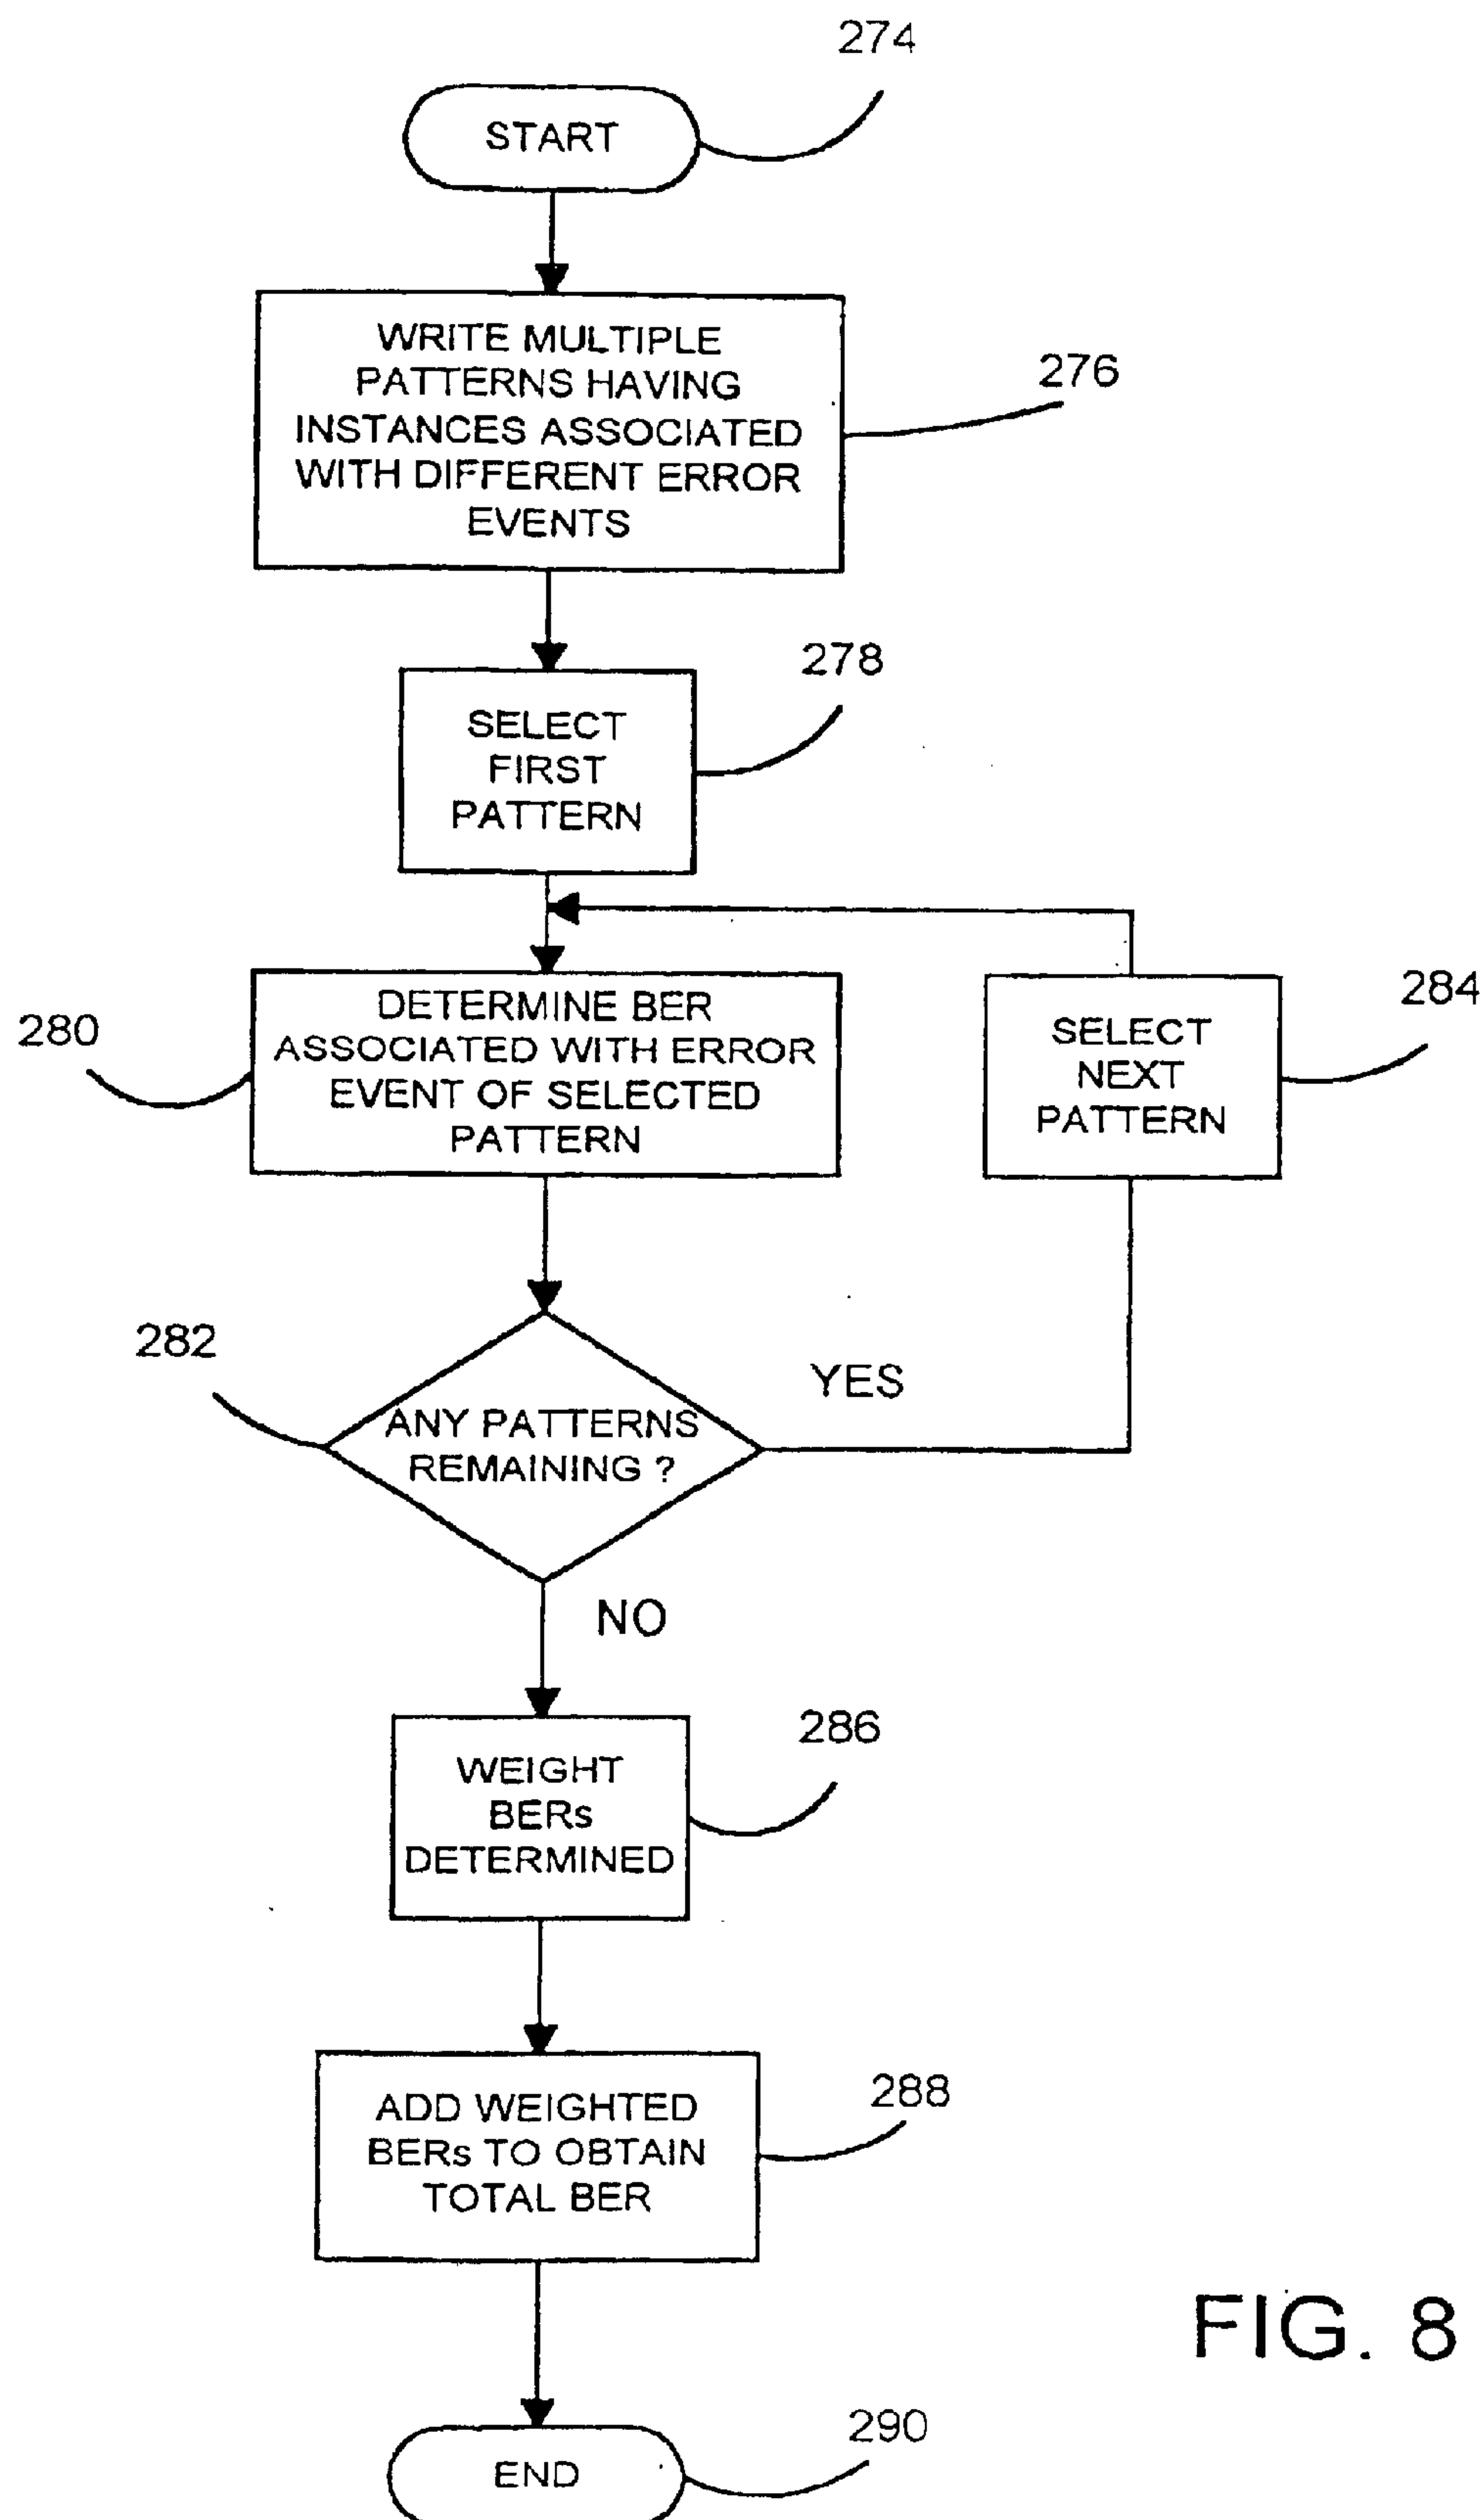 274
START
WRITE MULTIPLE
PATTERNS HAVING
INSTANCES ASSOCIATED
WITH DIFFERENT ERROR
EVENTS
276
278
SELECT
FIRST
PATTERN
280
DETERMINE BER
ASSOCIATED WITH ERROR
EVENT OF SELECTED
PATTERN
284
SELECT
NEXT
PATTERN
282
ANY PATTERNS
REMAINING ?
YES
NO
286
WEIGHT
BERs
DETERMINED
288
ADD WEIGHTED
BERs TO OBTAIN
TOTAL BER
290
END
FIG. 8